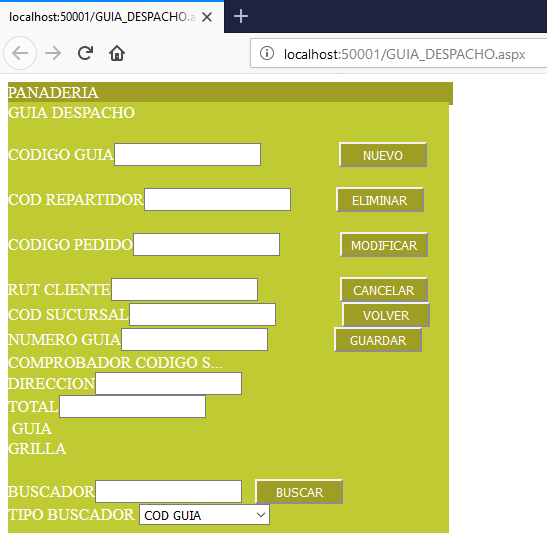 localhost:50001/GUIA_DESPACHO.a
localhost:50001/GUIA_DESPACHO.aspx
PANADERIA
GUIA DESPACHO
CODIGO GUIA NUEVO
COD REPARTIDOR ELIMINAR
CODIGO PEDIDO MODIFICAR
RUT CLIENTE CANCELAR
COD SUCURSAL VOLVER
NUMERO GUIA GUARDAR
COMPROBADOR CODIGO S...
DIRECCION
TOTAL
GUIA
GRILLA
BUSCADOR BUSCAR
TIPO BUSCADOR COD GUIA